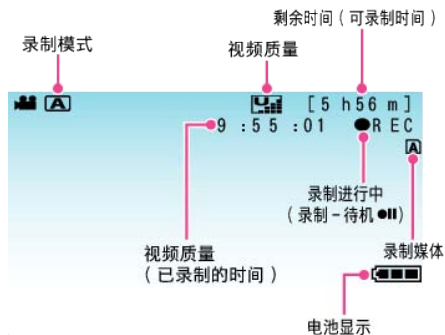 剩余时间（可录制时间）
录制模式
视频质量
A [5 h56 m]
9 :55 :01 ●REC
A
录制进行中
（录制–待机●II）
视频质量
（已录制的时间）
录制媒体
电池显示